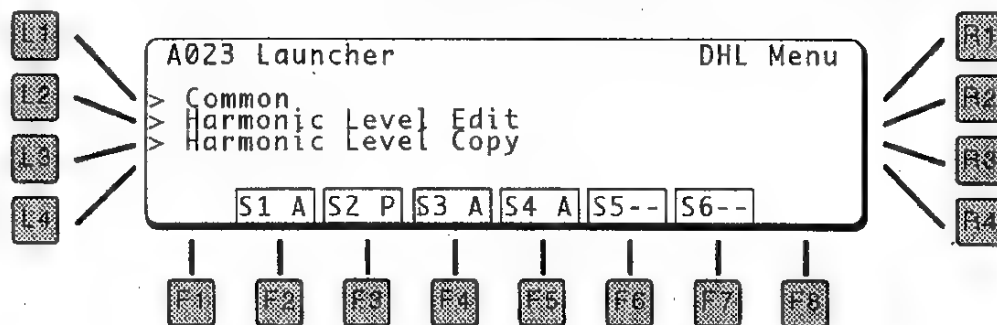 L1
L2
L3
L4
A023 Launcher DHL Menu
> Common
> Harmonic Level Edit
> Harmonic Level Copy
S1 A S2 P S3 A S4 A S5-- S6--
R1
R2
R3
R4
F1 F2 F3 F4 F5 F6 F7 F8